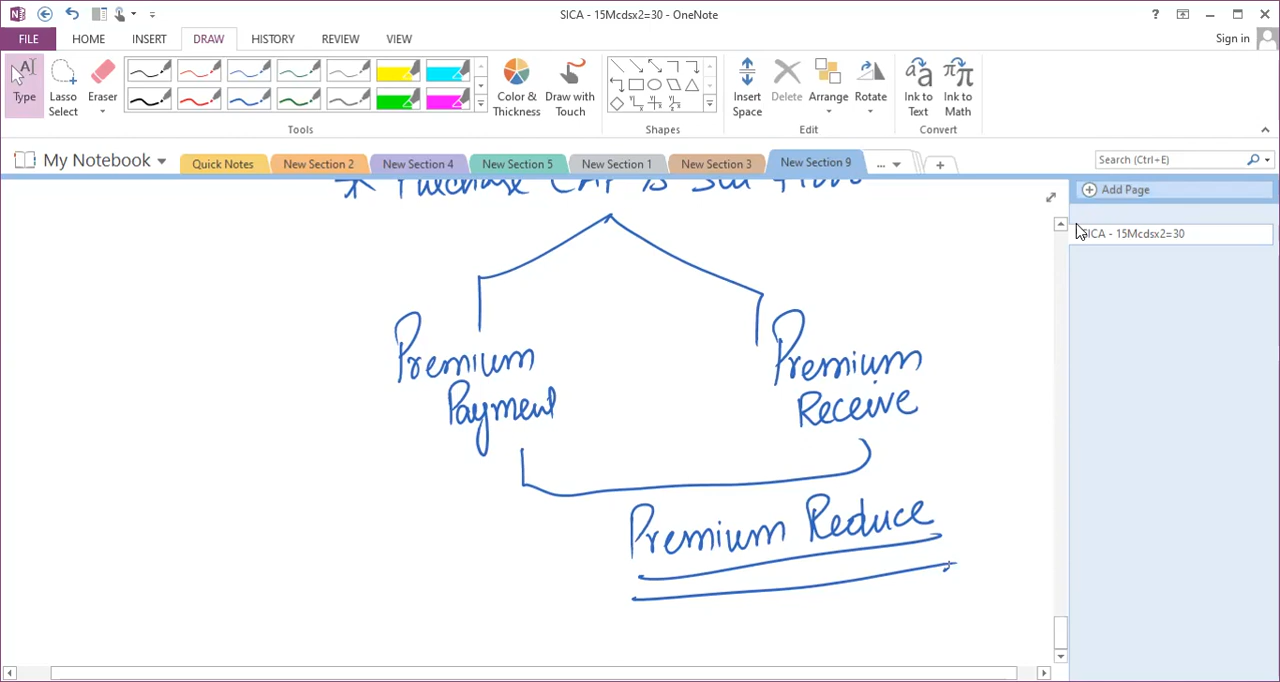 SICA - 15Mcdsx2=30 - OneNote
?
Sign in
FILE HOME INSERT DRAW HISTORY REVIEW VIEW
Type
Lasso Select
Eraser
Color & Thickness
Draw with Touch
Insert Space
Delete
Arrange
Rotate
Ink to Text
Ink to Math
Tools
Shapes
Edit
Convert
My Notebook
Quick Notes
New Section 2
New Section 4
New Section 5
New Section 1
New Section 3
New Section 9
...
Search (Ctrl+E)
Add Page
SICA - 15Mcdsx2=30
Premium
Payment
Premium
Receive
Premium Reduce